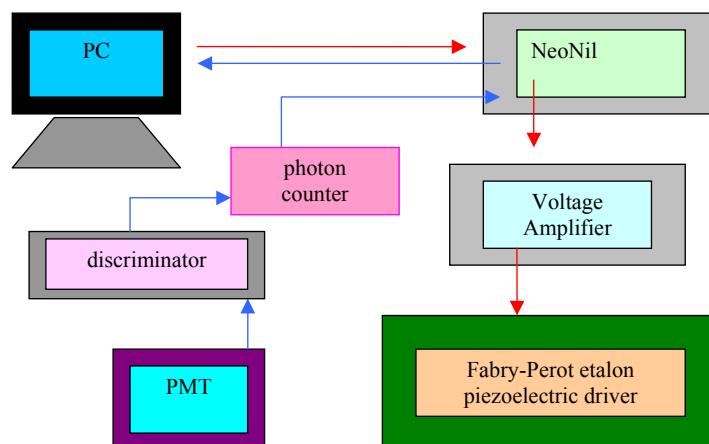 PC
NeoNil
photon
counter
Voltage
Amplifier
discriminator
PMT
Fabry-Perot etalon
piezoelectric driver